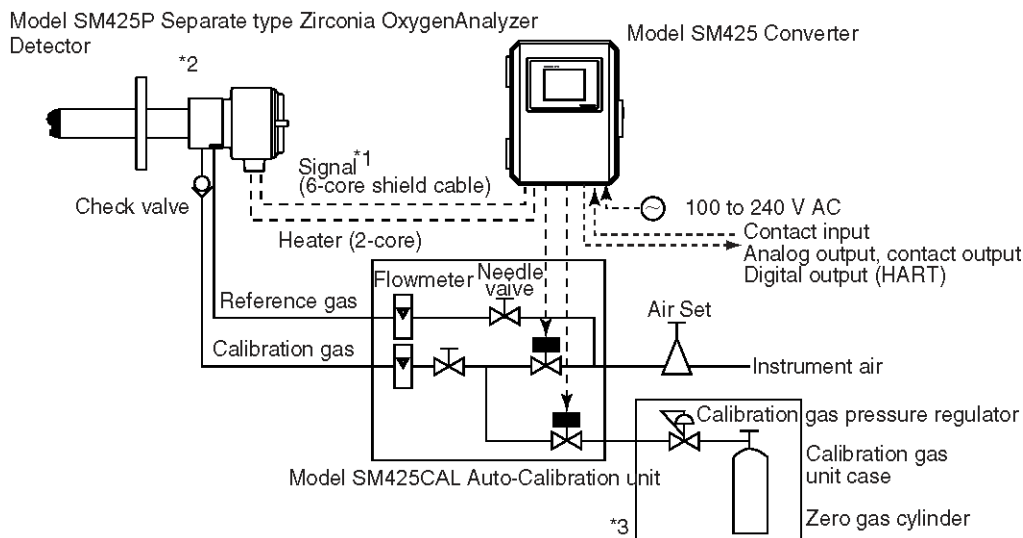 Model SM425P Separate type Zirconia OxygenAnalyzer
Detector
*2
Model SM425 Converter
Signal*1
(6-core shield cable)
Check valve
100 to 240 V AC
Contact input
Heater (2-core)
Analog output, contact output
Digital output (HART)
Flowmeter
Needle
valve
Reference gas
Air Set
Calibration gas
Instrument air
Calibration gas pressure regulator
Calibration gas
unit case
Model SM425CAL Auto-Calibration unit
*3
Zero gas cylinder